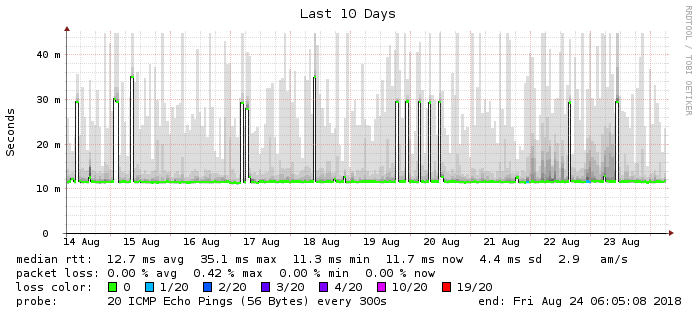 Last 10 Days
RRDTOOL / TOBI OETIKER
Seconds
40 m
30 m
20 m
10 m
0
14 Aug 15 Aug 16 Aug 17 Aug 18 Aug 19 Aug 20 Aug 21 Aug 22 Aug 23 Aug
median rtt: 12.7 ms avg 35.1 ms max 11.3 ms min 11.7 ms now 4.4 ms sd 2.9 am/s
packet loss: 0.00 % avg 0.42 % max 0.00 % min 0.00 % now
loss color: 0 1/20 2/20 3/20 4/20 10/20 19/20
probe: 20 ICMP Echo Pings (56 Bytes) every 300s end: Fri Aug 24 06:05:08 2018